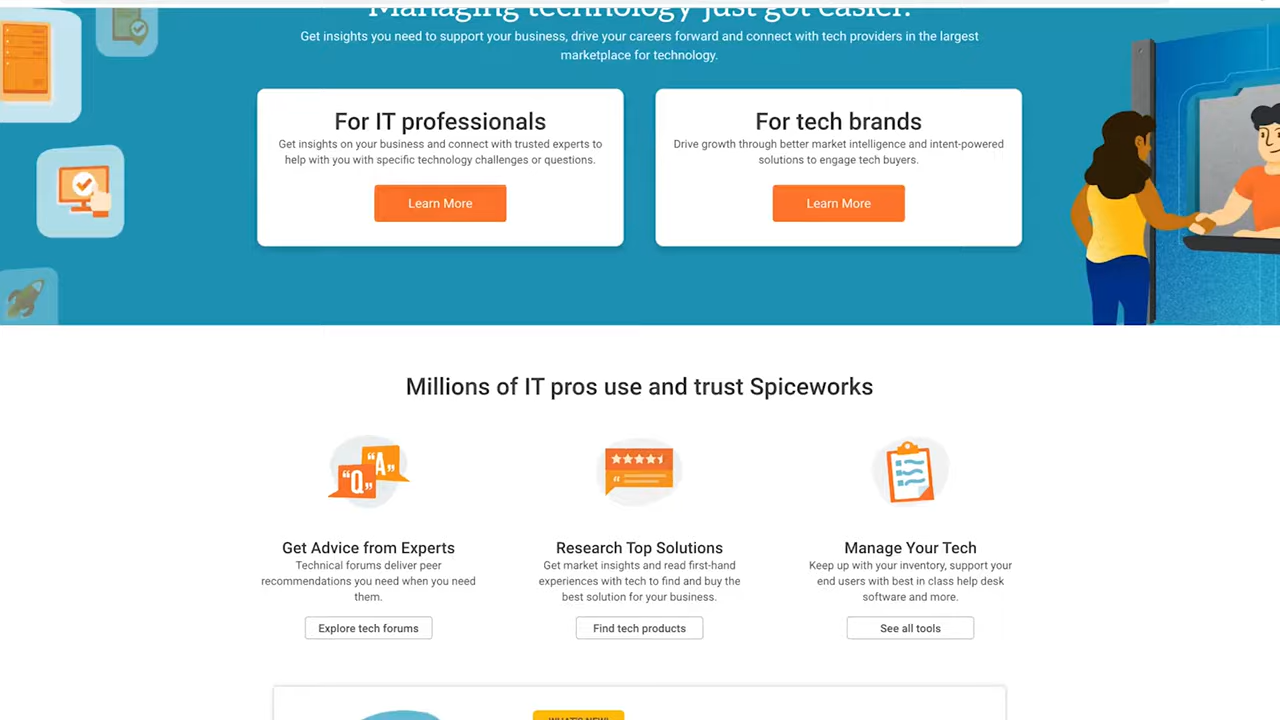 Managing technology just got easier.
Get insights you need to support your business, drive your careers forward and connect with tech providers in the largest
marketplace for technology.
For IT professionals
Get insights on your business and connect with trusted experts to
help with you with specific technology challenges or questions.
Learn More
For tech brands
Drive growth through better market intelligence and intent-powered
solutions to engage tech buyers.
Learn More
Millions of IT pros use and trust Spiceworks
“Q”
“A”
Get Advice from Experts
Technical forums deliver peer
recommendations you need when you need
them.
Explore tech forums
Research Top Solutions
Get market insights and read first-hand
experiences with tech to find and buy the
best solution for your business.
Find tech products
Manage Your Tech
Keep up with your inventory, support your
end users with best in class help desk
software and more.
See all tools
WHAT'S NEW!